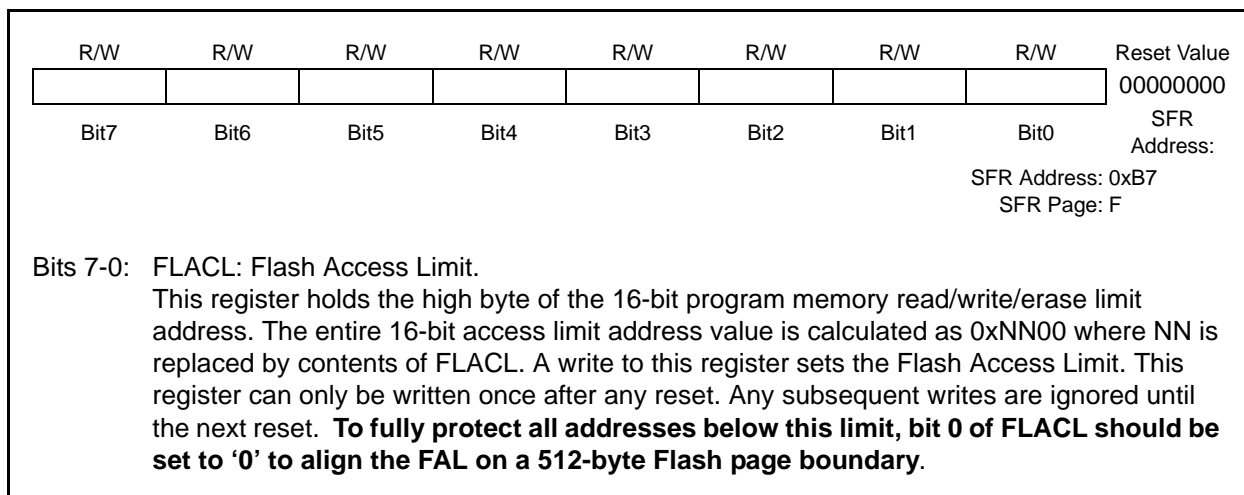 R/W R/W R/W R/W R/W R/W R/W R/W Reset Value
00000000
Bit7 Bit6 Bit5 Bit4 Bit3 Bit2 Bit1 Bit0 SFR
Address:
SFR Address: 0xB7
SFR Page: F
Bits 7-0: FLACL: Flash Access Limit.
This register holds the high byte of the 16-bit program memory read/write/erase limit
address. The entire 16-bit access limit address value is calculated as 0xNN00 where NN is
replaced by contents of FLACL. A write to this register sets the Flash Access Limit. This
register can only be written once after any reset. Any subsequent writes are ignored until
the next reset. To fully protect all addresses below this limit, bit 0 of FLACL should be
set to ‘0’ to align the FAL on a 512-byte Flash page boundary.